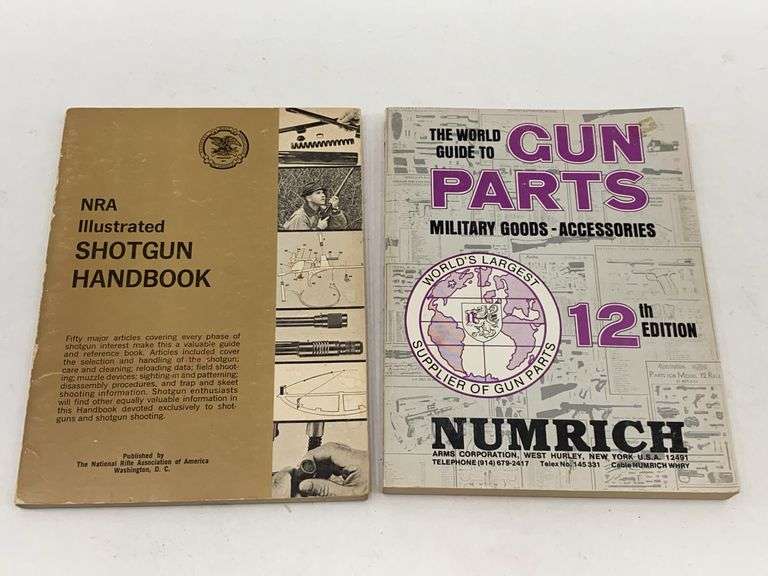 NRA
Illustrated
SHOTGUN
HANDBOOK
Fifty major articles covering every phase of
shotgun interest make this a valuable guide
and reference book. Articles included cover
the selection and handling of the shotgun;
care and cleaning; reloading data; field shoot-
ing; muzzle devices; sighting-in and patterning;
disassembly procedures, and trap and skeet
shooting information. Shotgun enthusiasts
will find other equally valuable information in
this Handbook devoted exclusively to shot-
guns and shotgun shooting.
Published by
The National Rifle Association of America
Washington, D. C.
THE WORLD
GUIDE TO
GUN
PARTS
MILITARY GOODS - ACCESSORIES
WORLD'S LARGEST
SUPPLIER OF GUN PARTS
12th
EDITION
NUMRICH
ARMS CORPORATION, WEST HURLEY, NEW YORK U.S.A. 12491
TELEPHONE (914) 679-2417 Telex No. 145 331 Cable NUMRICH WHRY